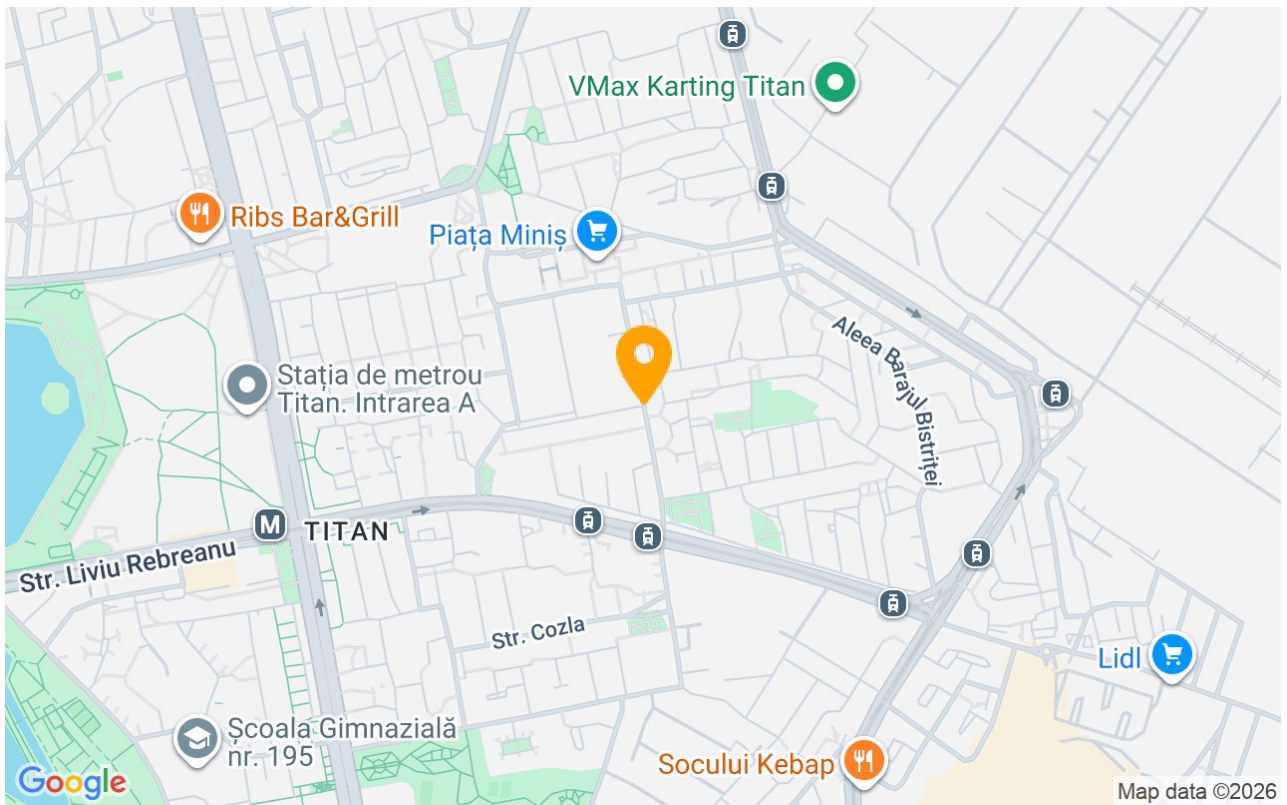 VMax Karting Titan
Ribs Bar&Grill
Piața Miniș
Aleea Barajul Bistriței
Stația de metrou
Titan. Intrarea A
M
TITAN
Str. Liviu Rebreanu
Str. Cozla
Lidl
Școala Gimnazială
nr. 195
Socului Kebap
Google
Map data ©2026